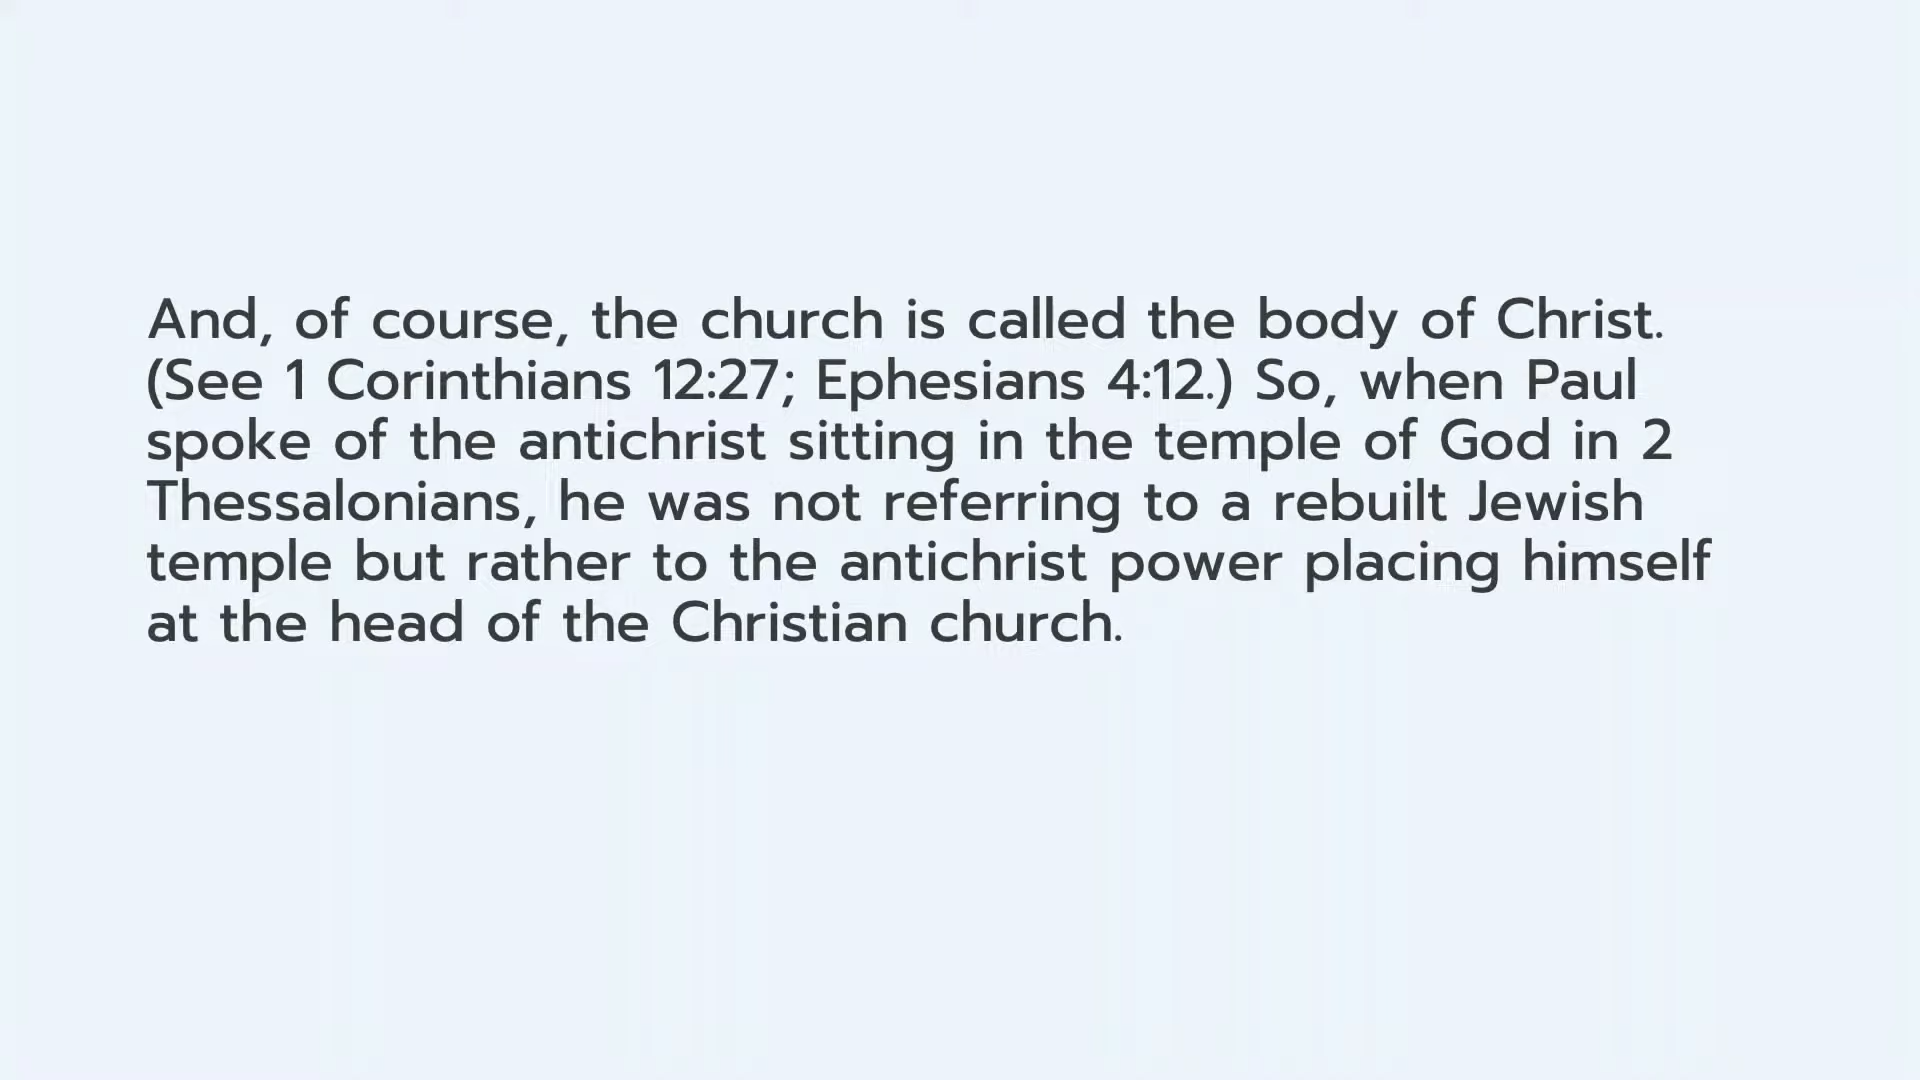 And, of course, the church is called the body of Christ.
(See 1 Corinthians 12:27; Ephesians 4:12.) So, when Paul
spoke of the antichrist sitting in the temple of God in 2
Thessalonians, he was not referring to a rebuilt Jewish
temple but rather to the antichrist power placing himself
at the head of the Christian church.